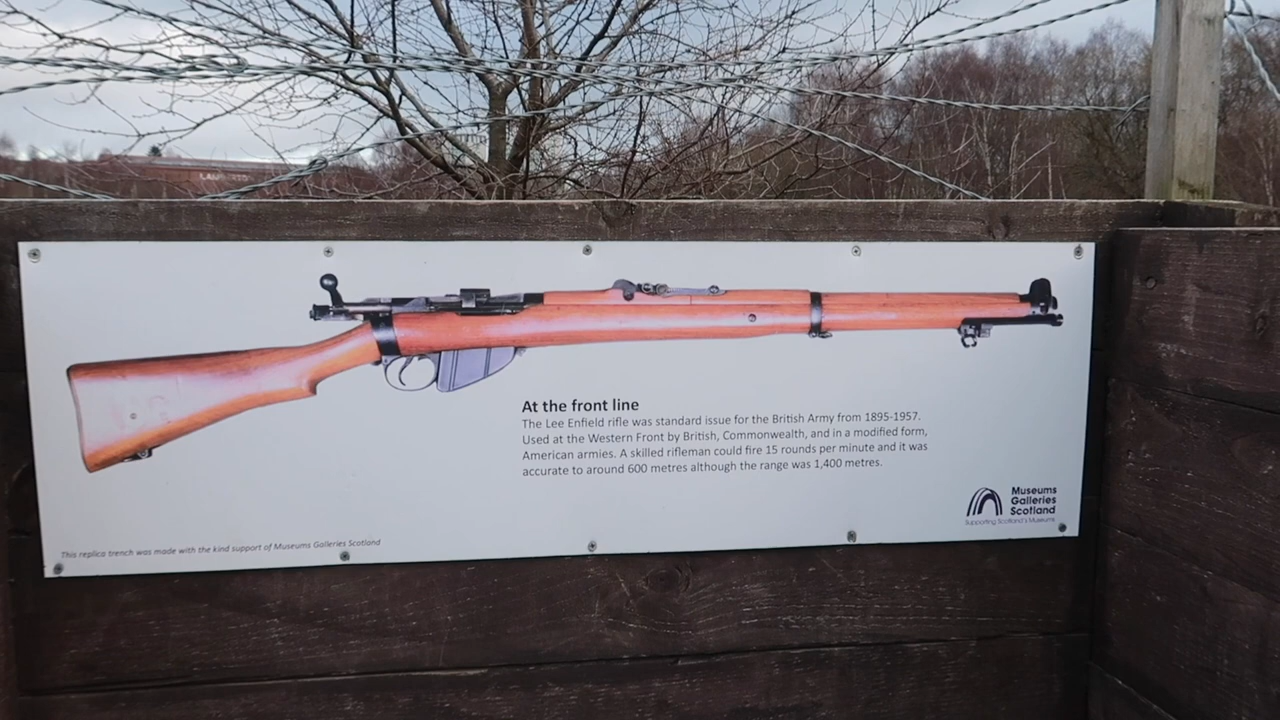 At the front line
The Lee Enfield rifle was standard issue for the British Army from 1895-1957.
Used at the Western Front by British, Commonwealth, and in a modified form,
American armies. A skilled rifleman could fire 15 rounds per minute and it was
accurate to around 600 metres although the range was 1,400 metres.
Museums
Galleries
Scotland
Supporting Scotland's Museums
This replica trench was made with the kind support of Museums Galleries Scotland